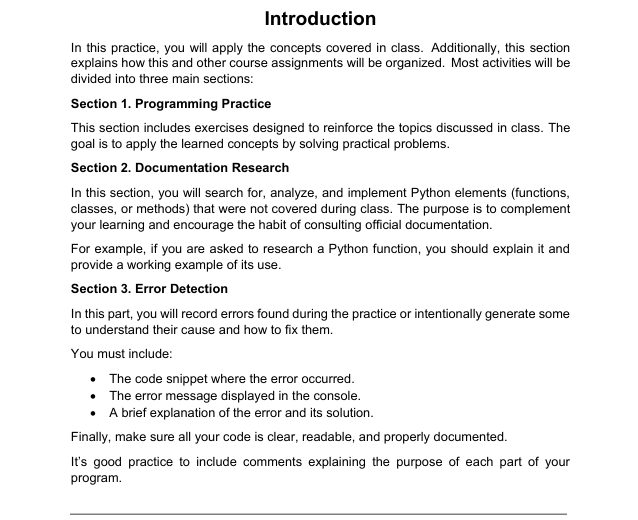 Introduction
In this practice, you will apply the concepts covered in class. Additionally, this section
explains how this and other course assignments will be organized. Most activities will be
divided into three main sections:
Section 1. Programming Practice
This section includes exercises designed to reinforce the topics discussed in class. The
goal is to apply the learned concepts by solving practical problems.
Section 2. Documentation Research
In this section, you will search for, analyze, and implement Python elements (functions,
classes, or methods) that were not covered during class. The purpose is to complement
your learning and encourage the habit of consulting official documentation.
For example, if you are asked to research a Python function, you should explain it and
provide a working example of its use.
Section 3. Error Detection
In this part, you will record errors found during the practice or intentionally generate some
to understand their cause and how to fix them.
You must include:
• The code snippet where the error occurred.
• The error message displayed in the console.
• A brief explanation of the error and its solution.
Finally, make sure all your code is clear, readable, and properly documented.
It’s good practice to include comments explaining the purpose of each part of your
program.